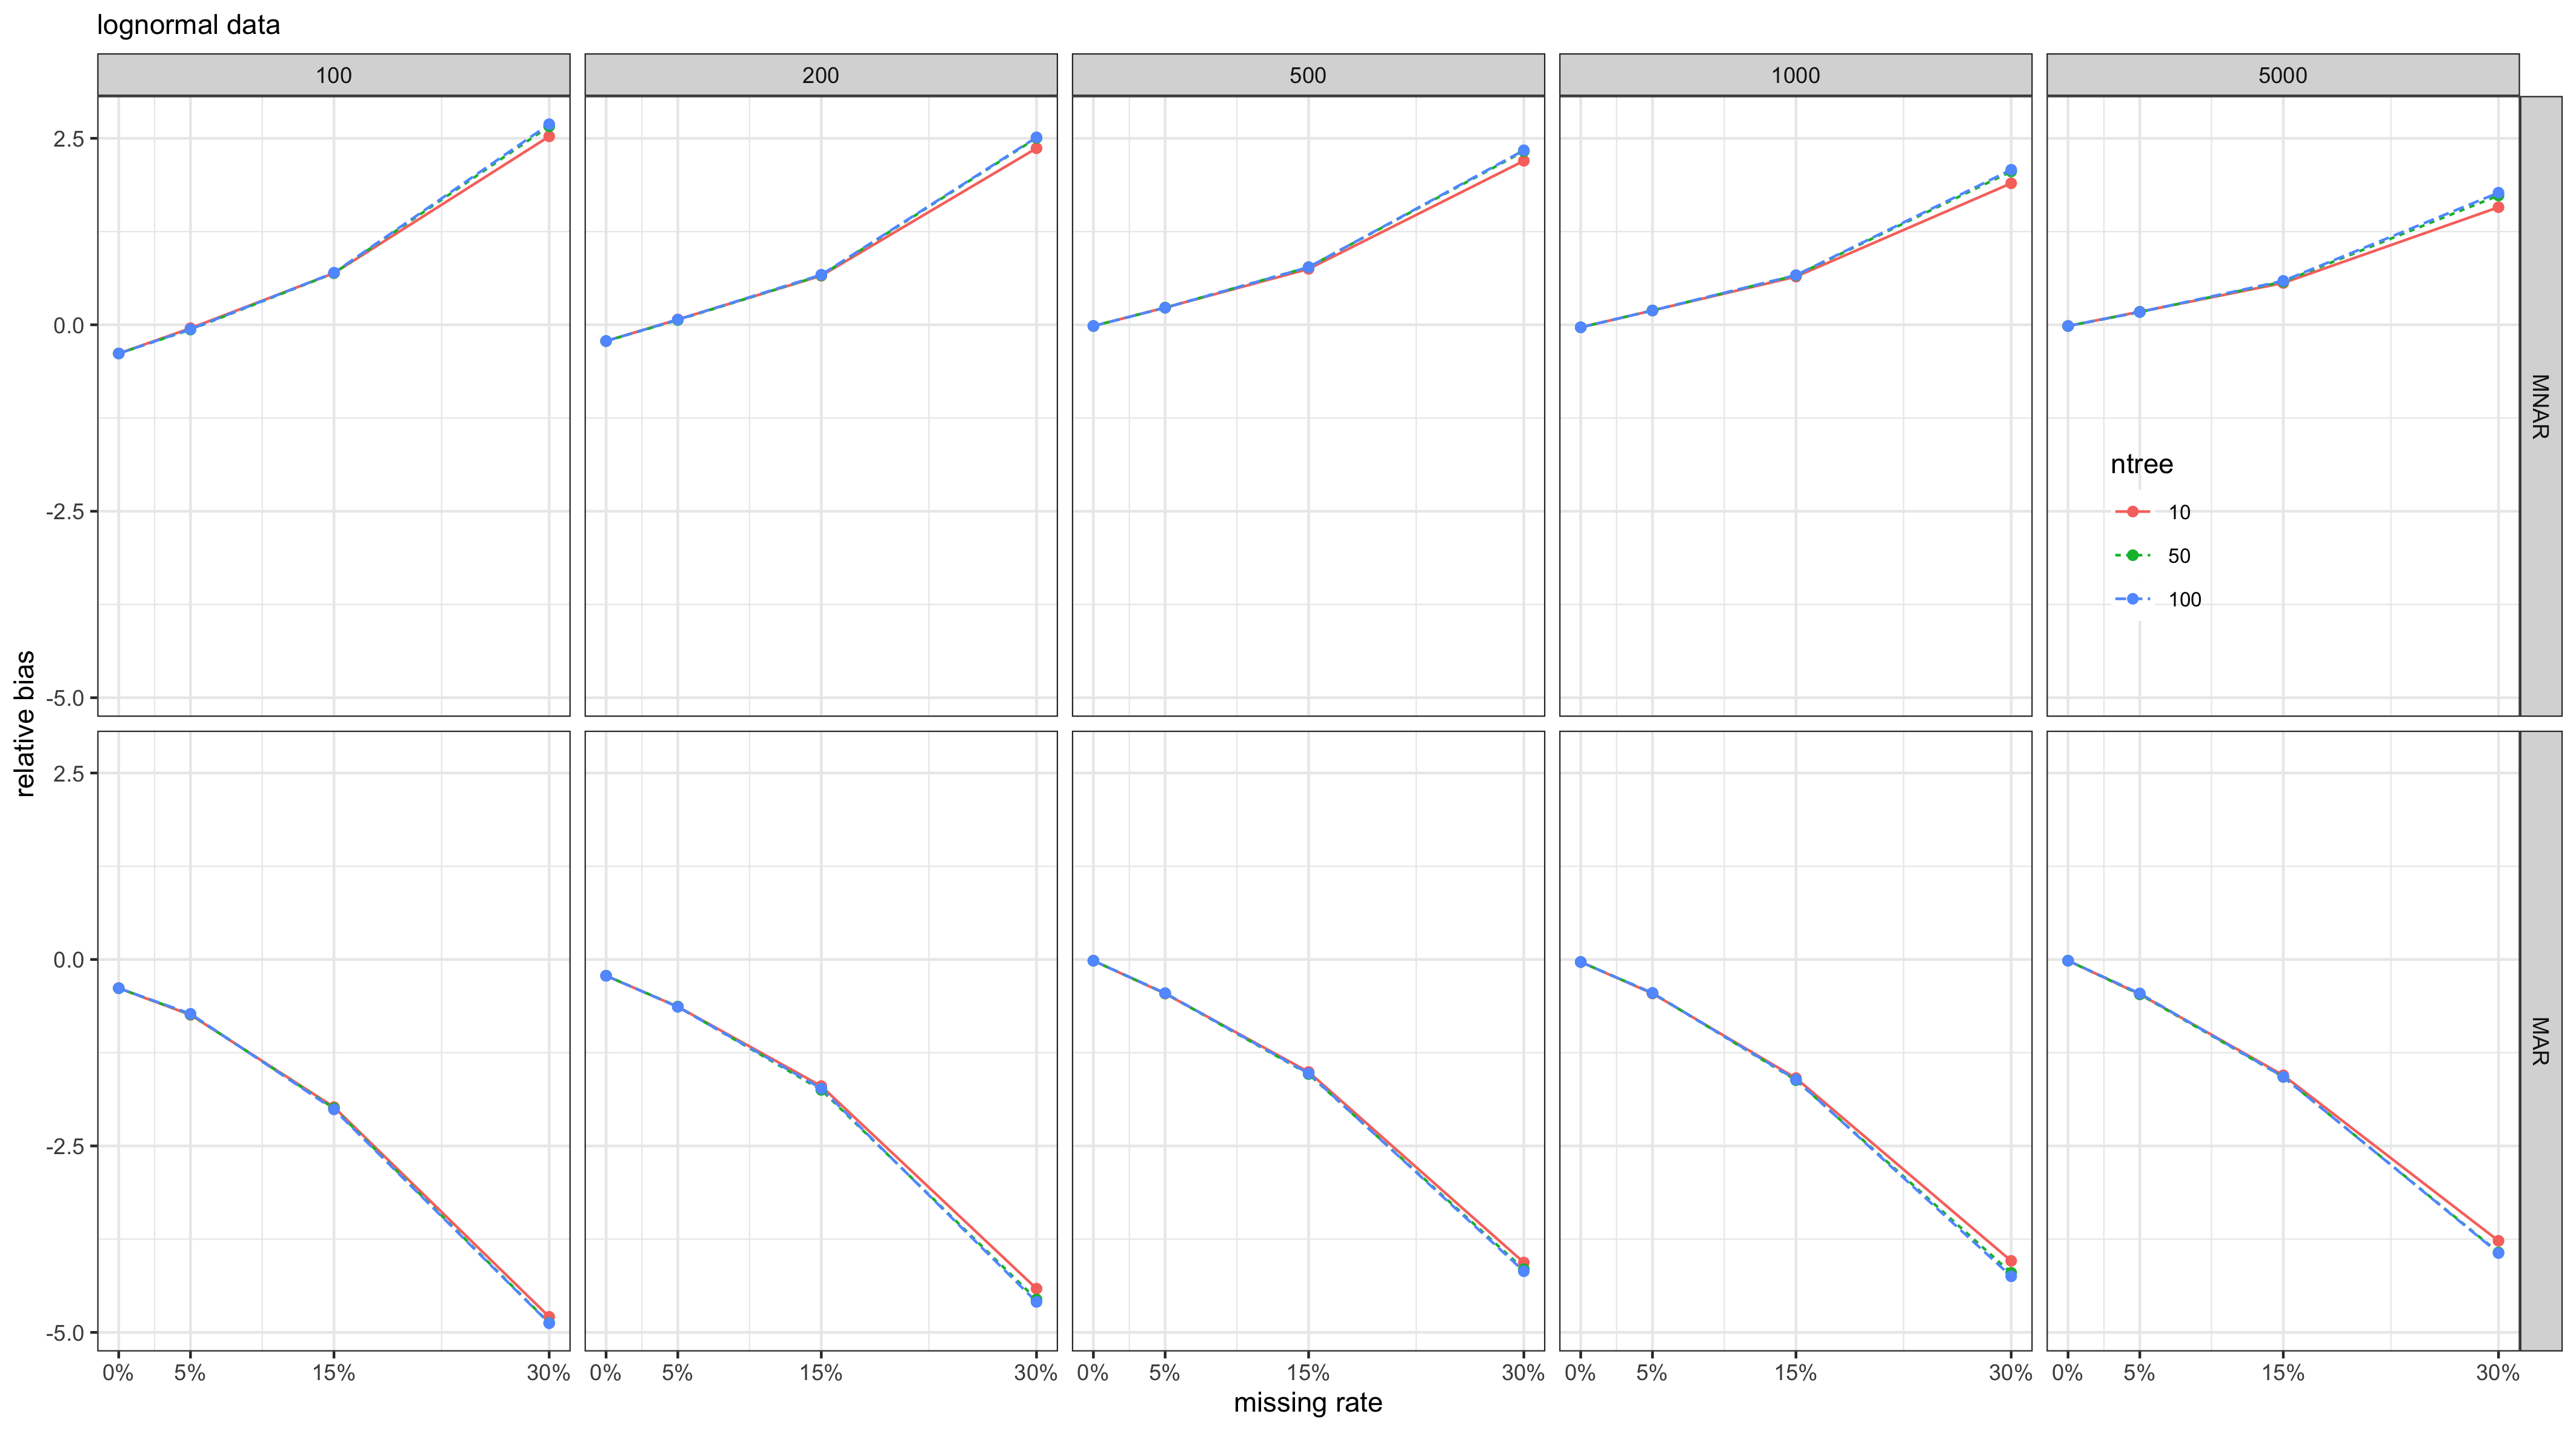 lognormal data
100 200 500 1000 5000
2.5
0.0
-2.5
-5.0
MNAR
ntree
10
50
100
relative bias
2.5
0.0
-2.5
-5.0
MAR
0% 5% 15% 30% 0% 5% 15% 30% 0% 5% 15% 30% 0% 5% 15% 30% 0% 5% 15% 30%
missing rate